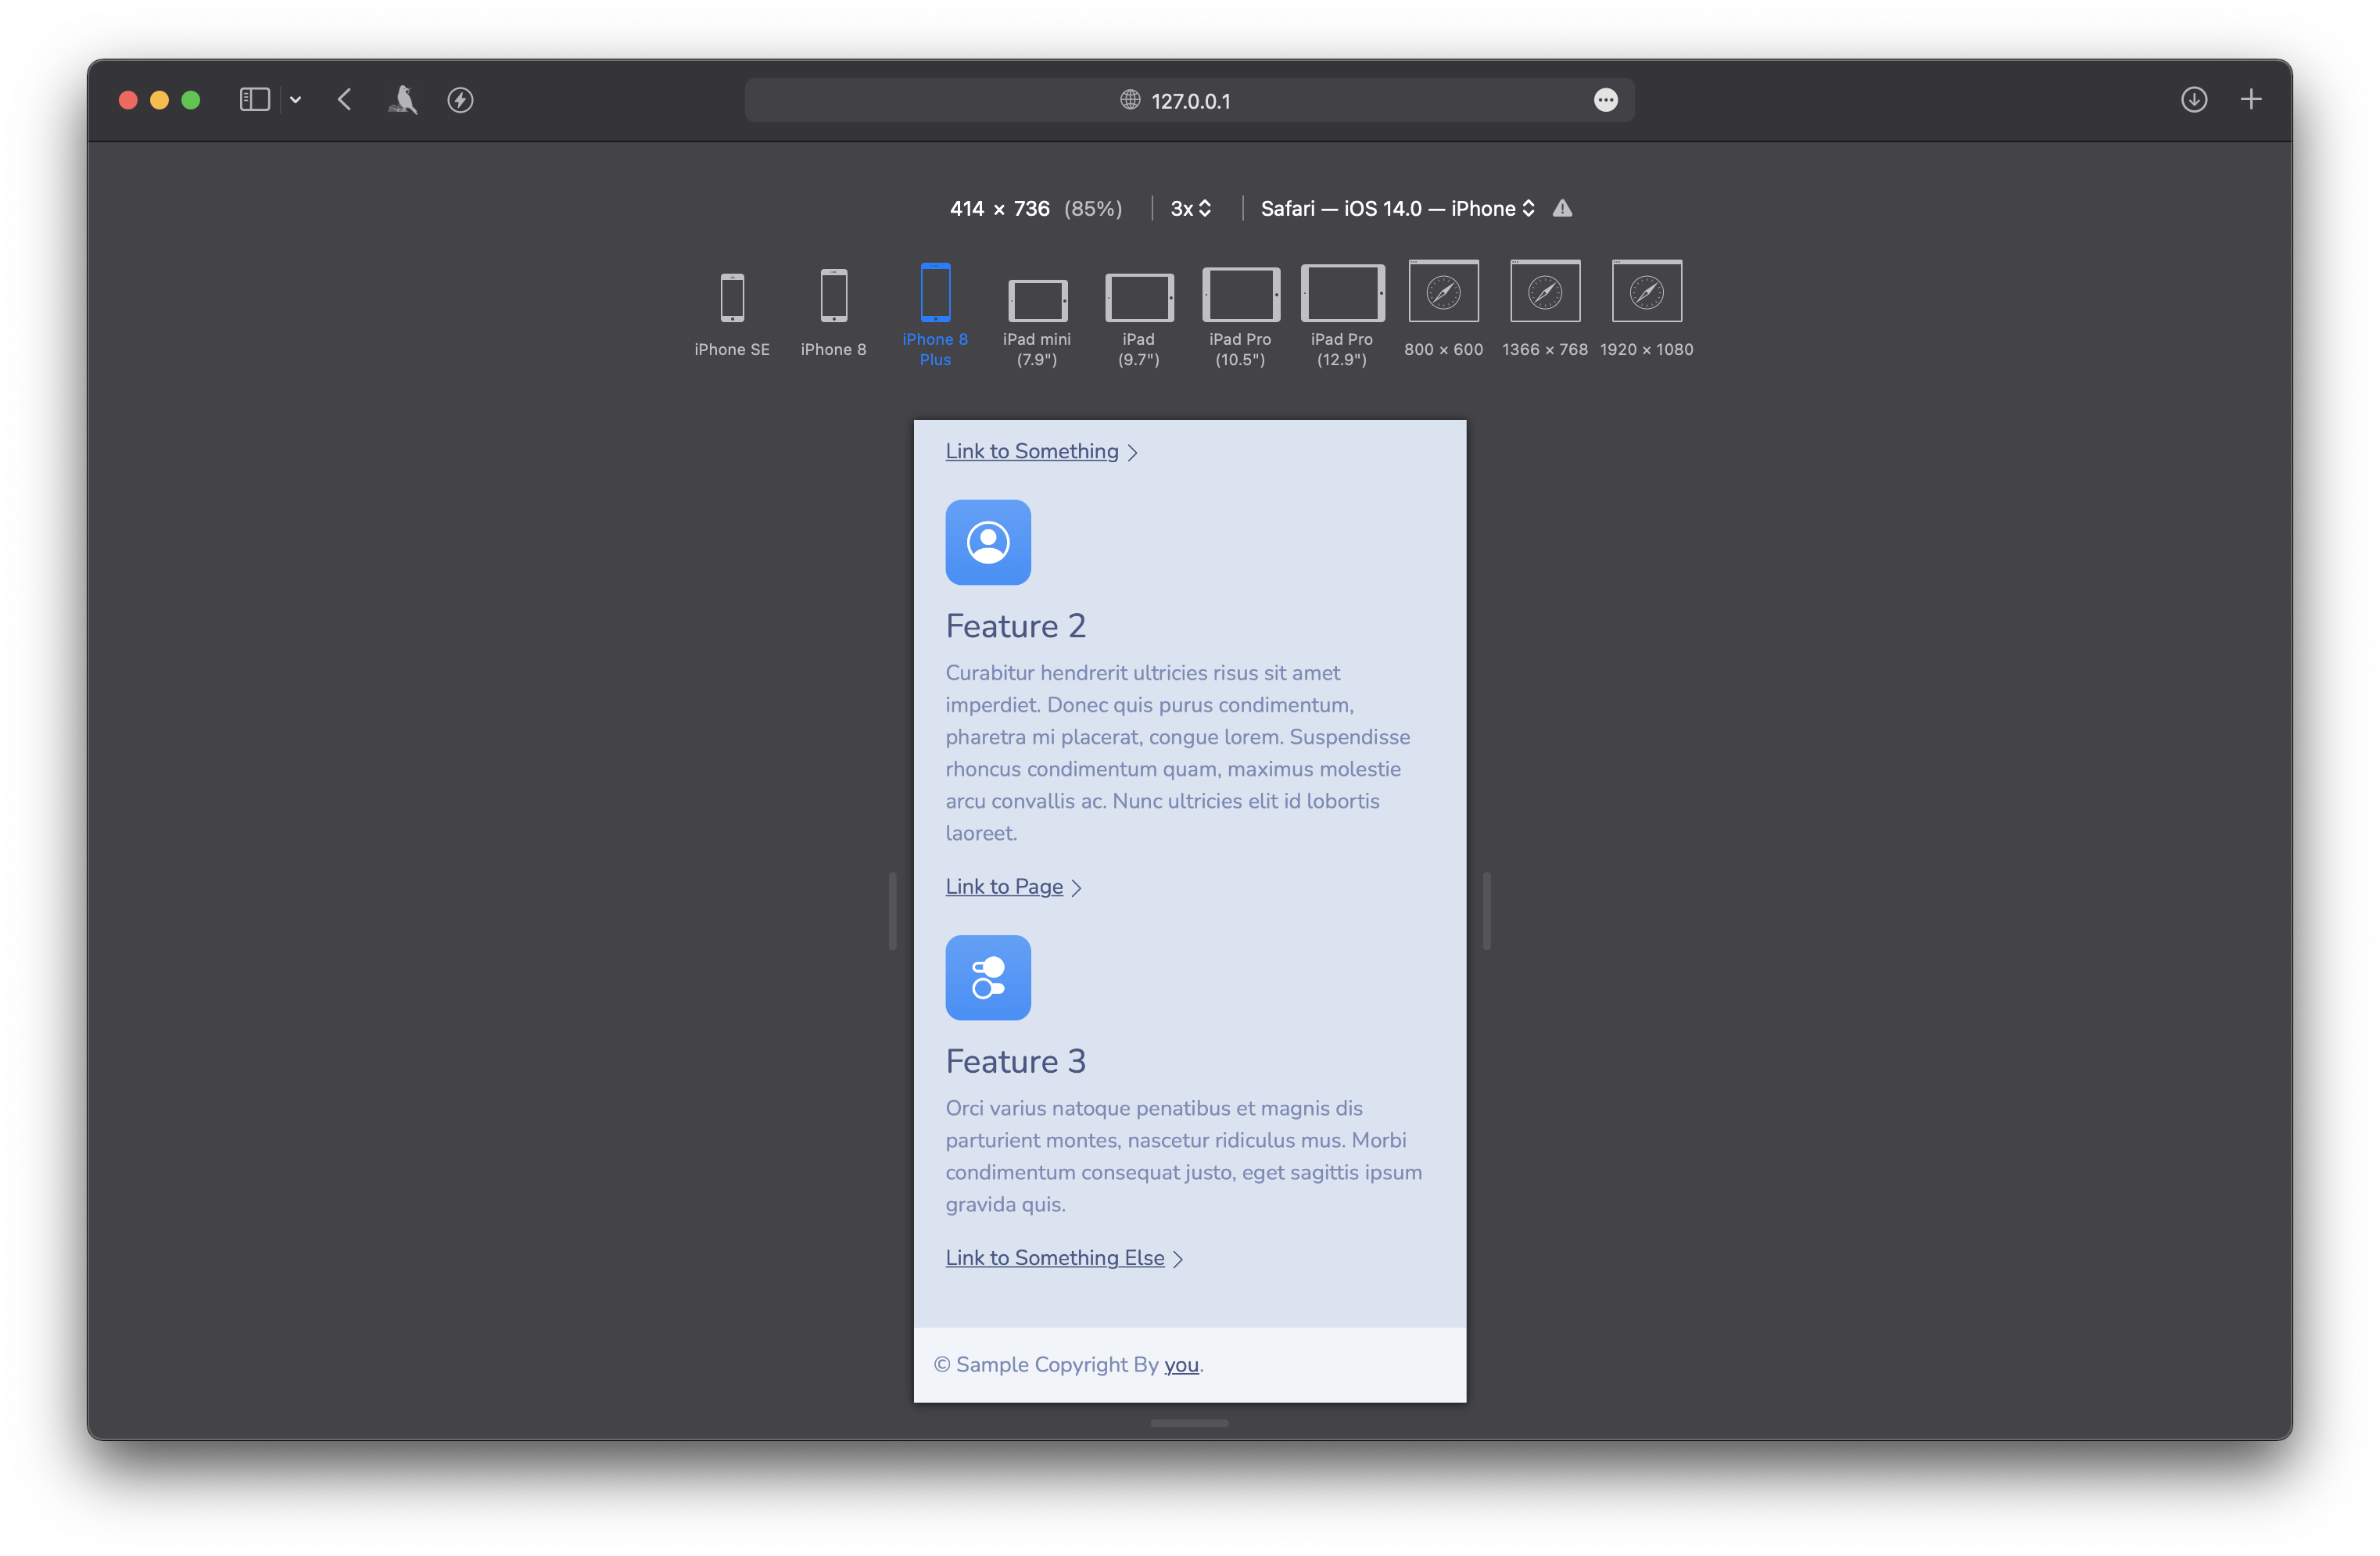 127.0.0.1
414 × 736 (85%)
3x
Safari — iOS 14.0 — iPhone
iPhone SE
iPhone 8
iPhone 8
Plus
iPad mini
(7.9")
iPad
(9.7")
iPad Pro
(10.5")
iPad Pro
(12.9")
800 × 600
1366 × 768
1920 × 1080
Link to Something
Feature 2
Curabitur hendrerit ultricies risus sit amet
imperdiet. Donec quis purus condimentum,
pharetra mi placerat, congue lorem. Suspendisse
rhoncus condimentum quam, maximus molestie
arcu convallis ac. Nunc ultricies elit id lobortis
laoreet.
Link to Page
Feature 3
Orci varius natoque penatibus et magnis dis
parturient montes, nascetur ridiculus mus. Morbi
condimentum consequat justo, eget sagittis ipsum
gravida quis.
Link to Something Else
© Sample Copyright By you.